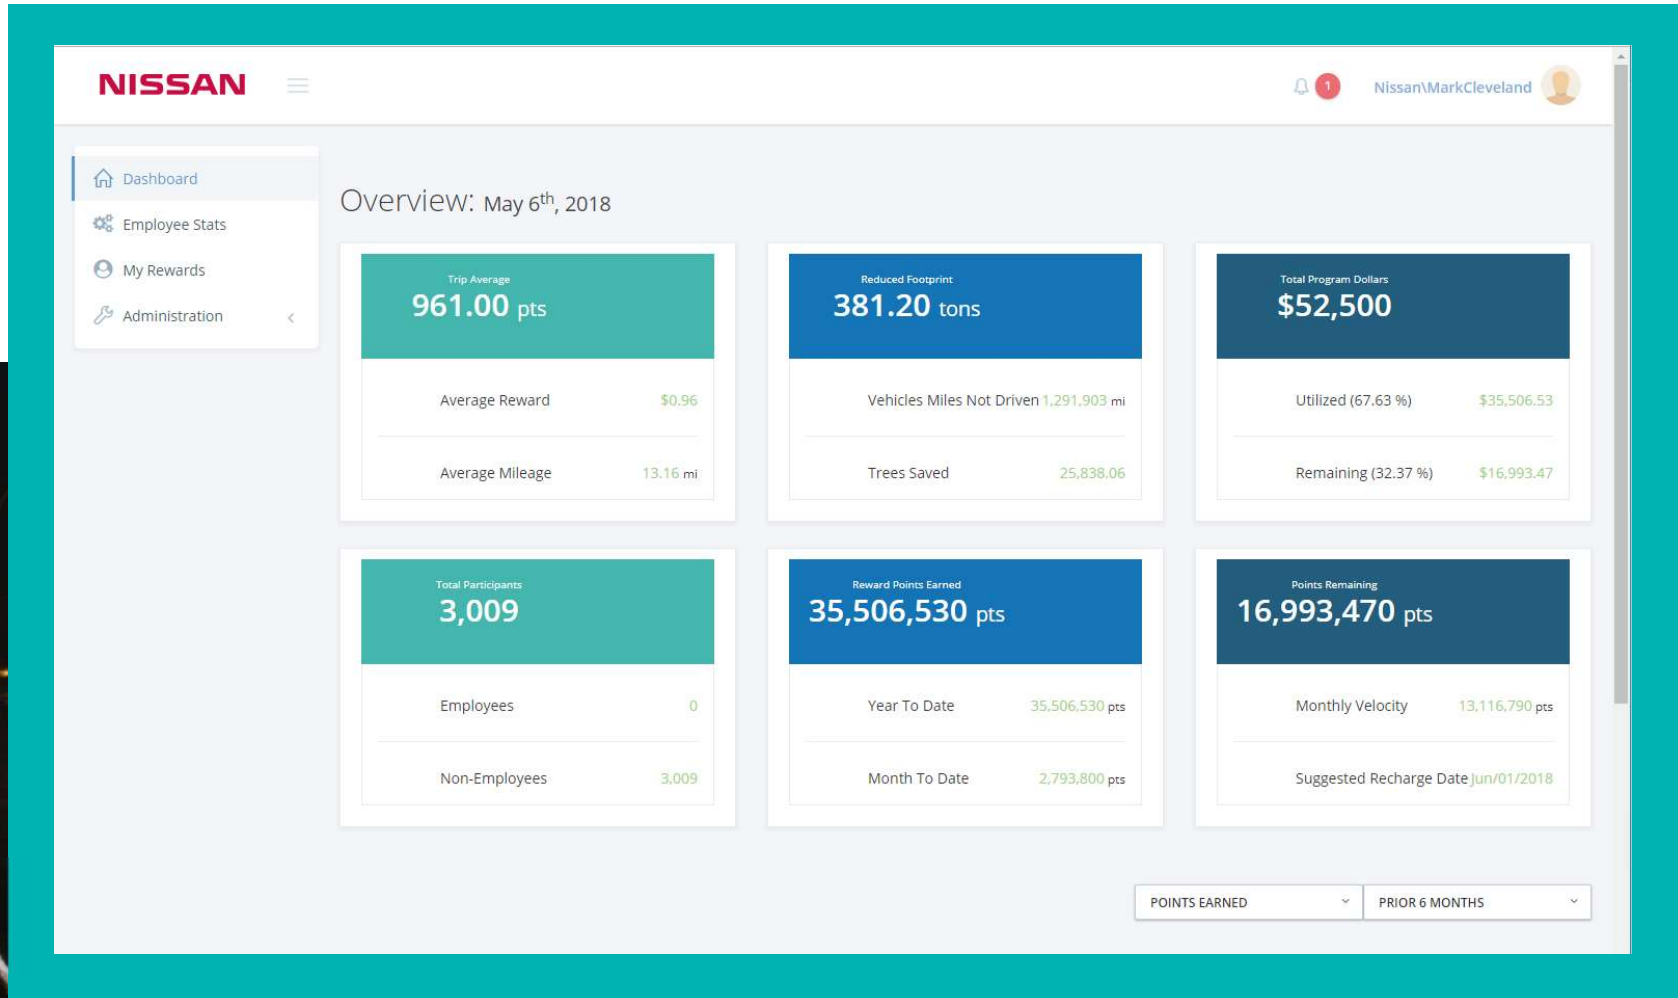 NISSAN
1
Nissan\MarkCleveland
Dashboard
Employee Stats
My Rewards
Administration
Overview: May 6th, 2018
Trip Average
961.00 pts
Average Reward $0.96
Average Mileage 13.16 mi
Reduced Footprint
381.20 tons
Vehicles Miles Not Driven 1,291,903 mi
Trees Saved 25,838.06
Total Program Dollars
$52,500
Utilized (67.63 %) $35,506.53
Remaining (32.37 %) $16,993.47
Total Participants
3,009
Employees 0
Non-Employees 3,009
Reward Points Earned
35,506,530 pts
Year To Date 35,506,530 pts
Month To Date 2,793,800 pts
Points Remaining
16,993,470 pts
Monthly Velocity 13,116,790 pts
Suggested Recharge Date Jun/01/2018
POINTS EARNED
PRIOR 6 MONTHS